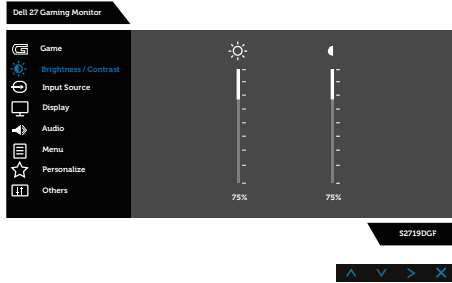 Dell 27 Gaming Monitor
Game
Brightness / Contrast
Input Source
Display
Audio
Menu
Personalize
Others
75% 75%
S2719DGF